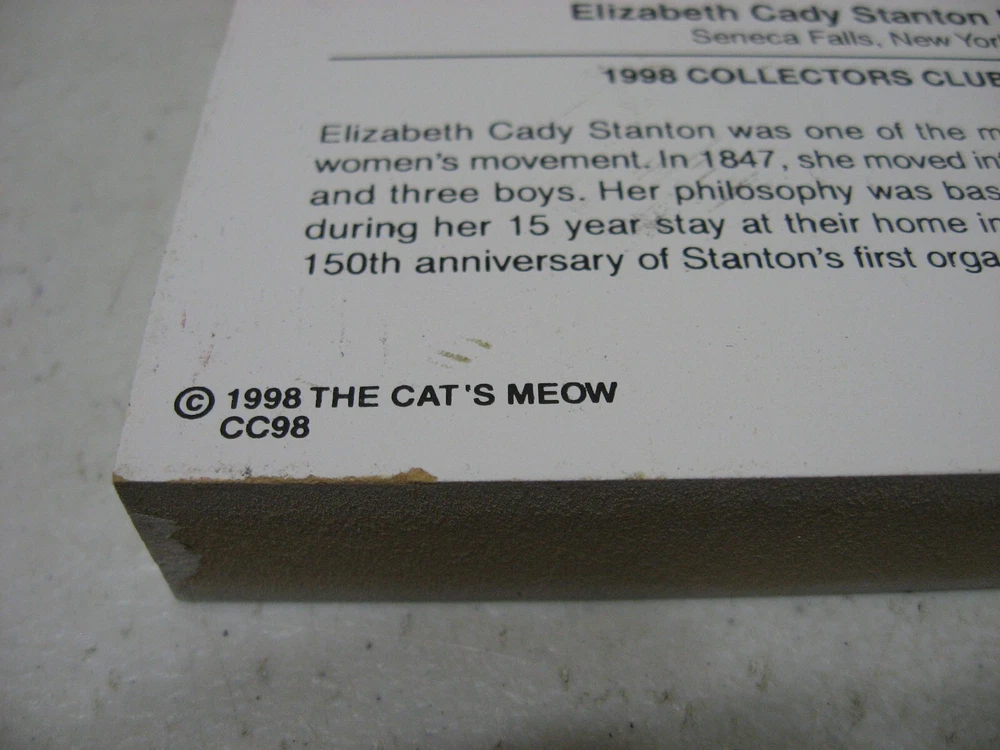 Elizabeth Cady Stanton
Seneca Falls, New York
1998 COLLECTORS CLUB
Elizabeth Cady Stanton was one of the m
women's movement. In 1847, she moved int
and three boys. Her philosophy was bas
during her 15 year stay at their home in
150th anniversary of Stanton's first orga
© 1998 THE CAT'S MEOW
CC98